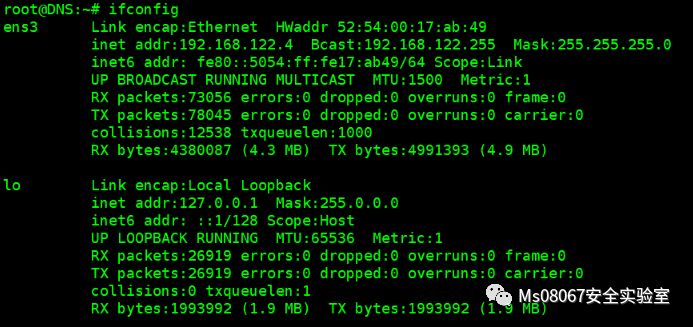 root@DNS:~# ifconfig
ens3 Link encap:Ethernet HWaddr 52:54:00:17:ab:49
inet addr:192.168.122.4 Bcast:192.168.122.255 Mask:255.255.255.0
inet6 addr: fe80::5054:ff:fe17:ab49/64 Scope:Link
UP BROADCAST RUNNING MULTICAST MTU:1500 Metric:1
RX packets:73056 errors:0 dropped:0 overruns:0 frame:0
TX packets:78045 errors:0 dropped:0 overruns:0 carrier:0
collisions:12538 txqueuelen:1000
RX bytes:4380087 (4.3 MB) TX bytes:4991393 (4.9 MB)
lo Link encap:Local Loopback
inet addr:127.0.0.1 Mask:255.0.0.0
inet6 addr: ::1/128 Scope:Host
UP LOOPBACK RUNNING MTU:65536 Metric:1
RX packets:26919 errors:0 dropped:0 overruns:0 frame:0
TX packets:26919 errors:0 dropped:0 overruns:0 carrier:0
collisions:0 txqueuelen:1
RX bytes:1993992 (1.9 MB) TX bytes:1993992 (1.9 MB)
Ms08067安全实验室